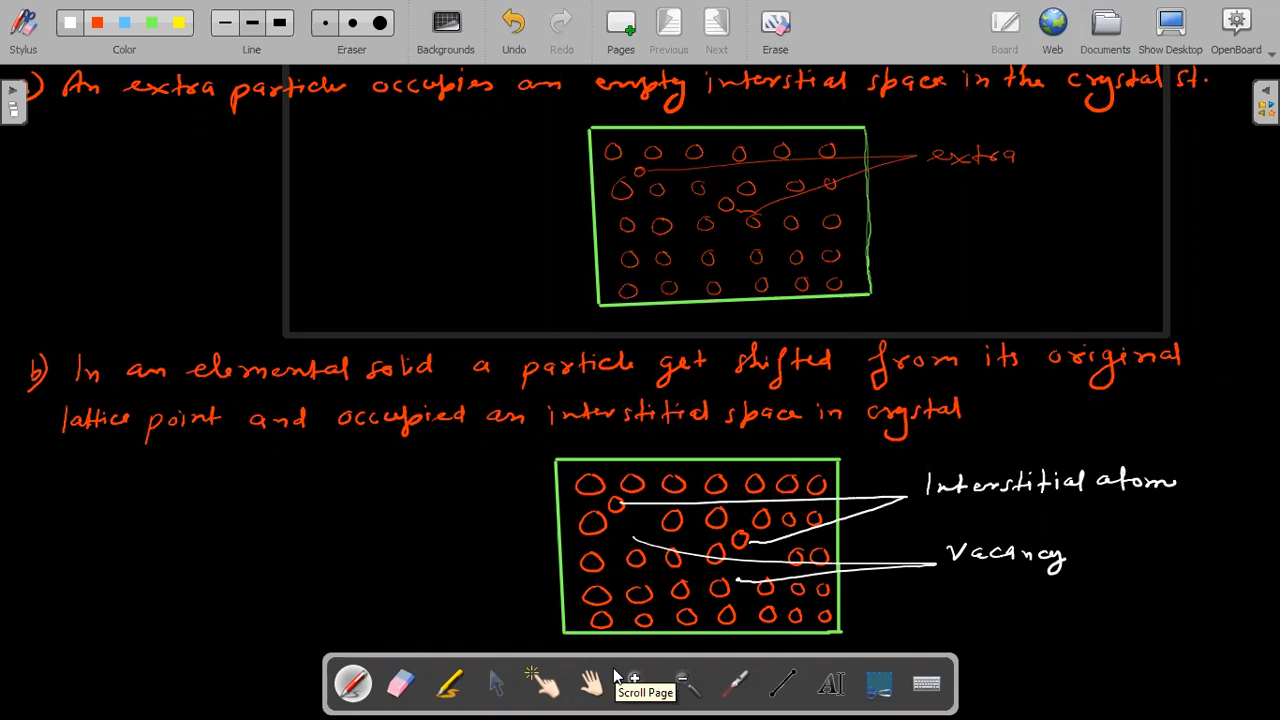 Stylus Color Line Eraser Backgrounds Undo Redo Pages Previous Next Erase Board Web Documents Show Desktop OpenBoard
) An extra particle occupies an empty interstial space in the crystal st.
extra
b) In an elemental solid a particle get shifted from its original
lattice point and occupied an interstitial space in crystal
Interstitial atom
Vacancy
Scroll Page